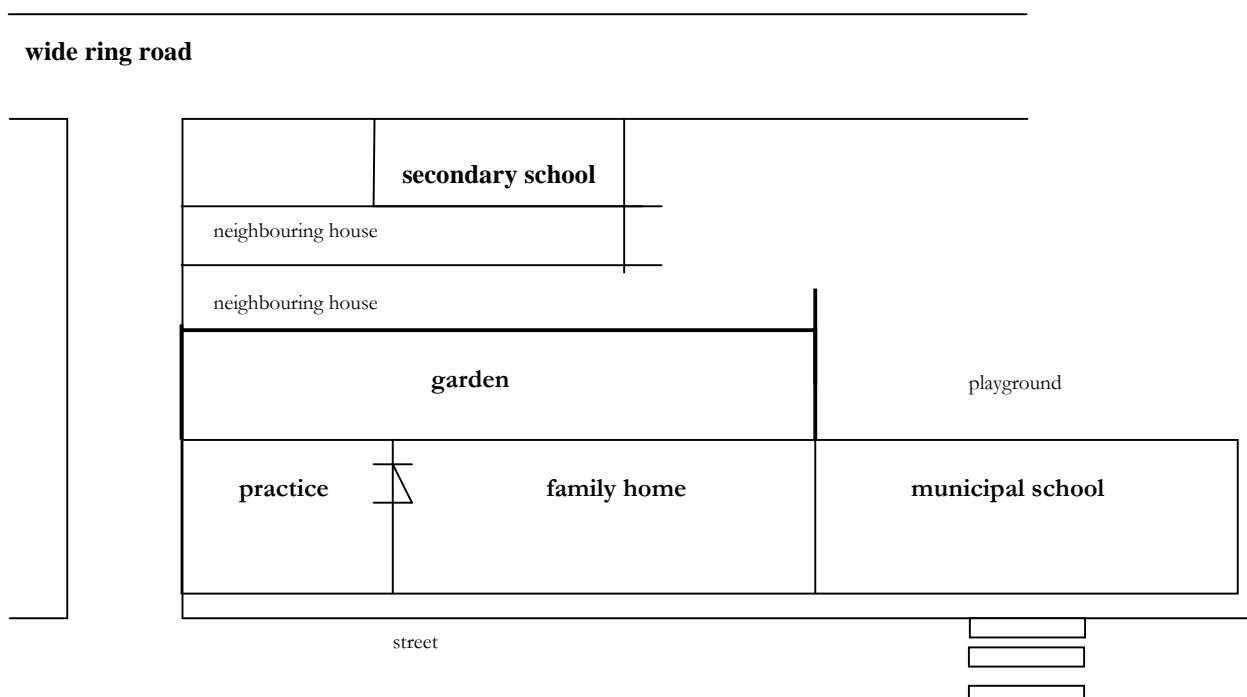 wide ring road
secondary school
neighbouring house
neighbouring house
garden
playground
practice
family home
municipal school
street